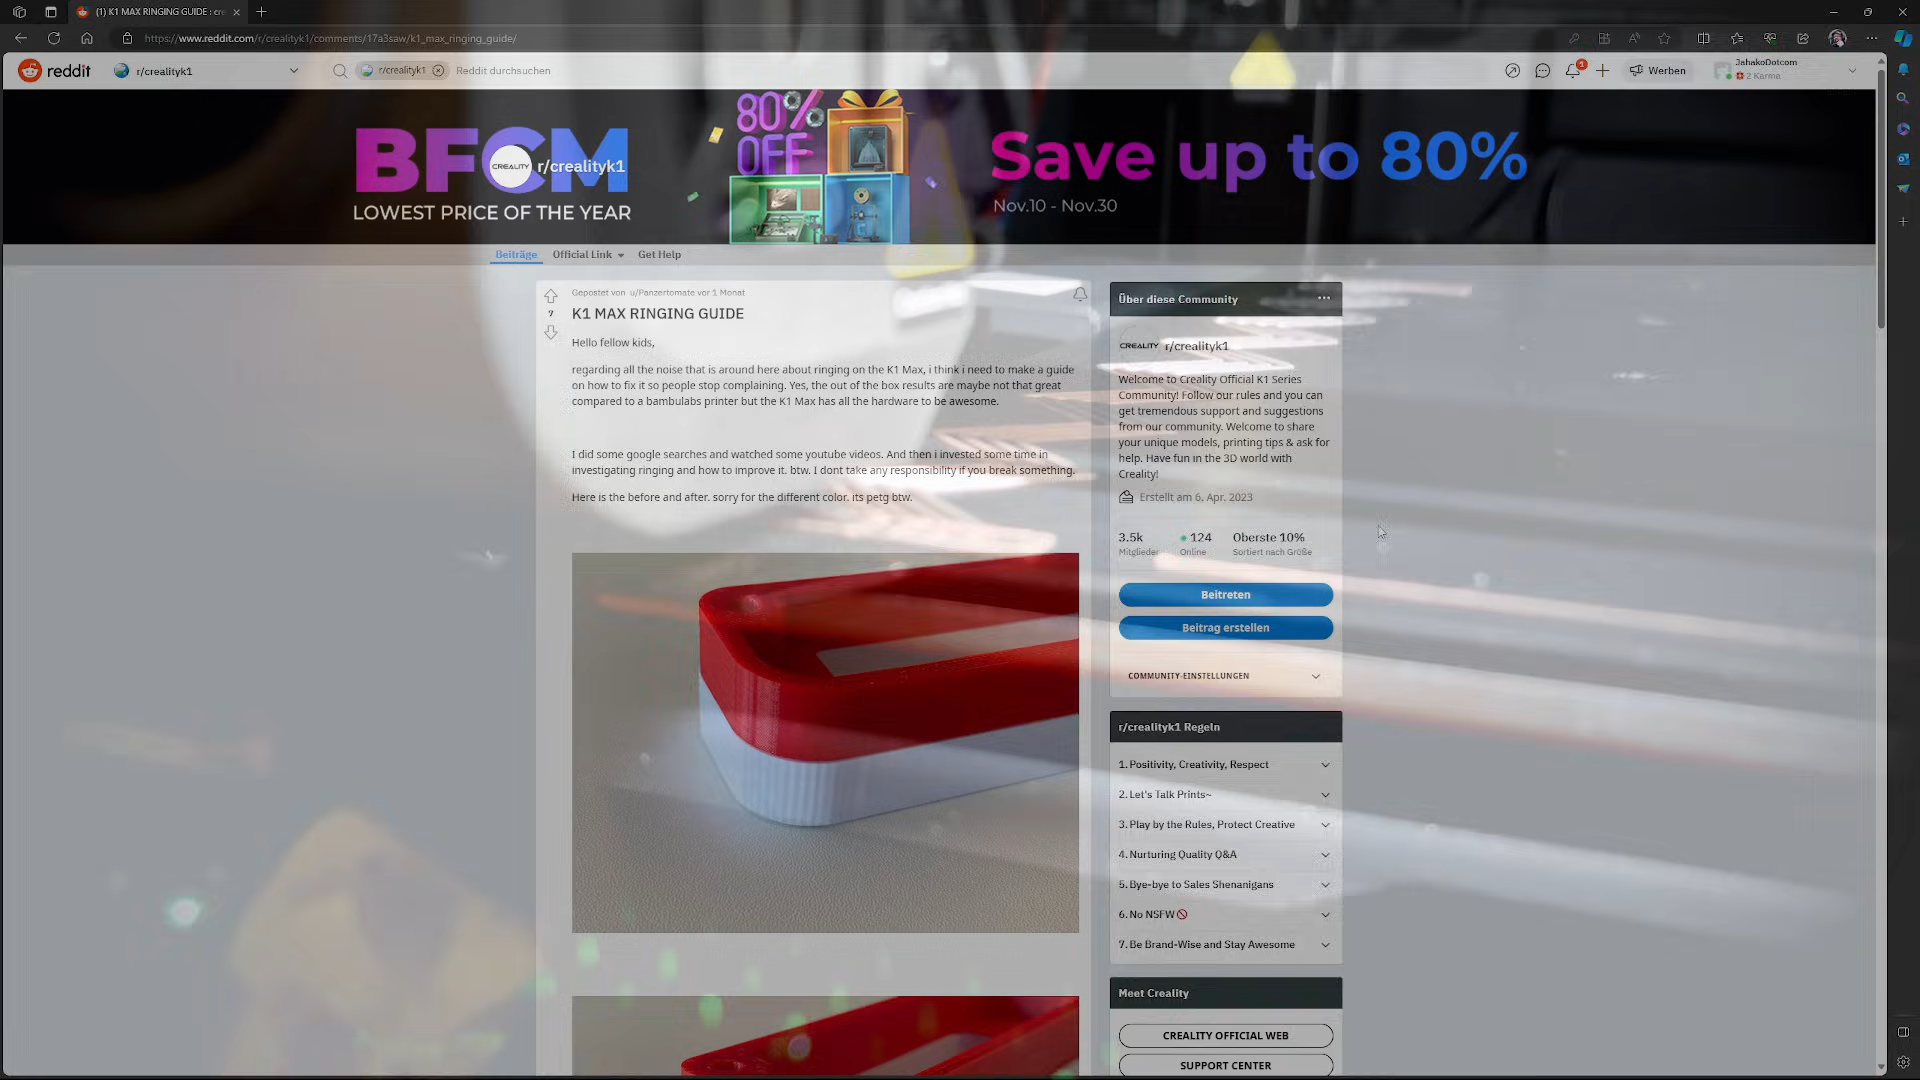 (1) K1 MAX RINGING GUIDE : cre
https://www.reddit.com/r/crealityk1/comments/17a3saw/k1_max_ringing_guide/
reddit
r/crealityk1
r/crealityk1
Reddit durchsuchen
1
Werben
JahakoDotcom
2 Karma
BFCM
CREALITY
r/crealityk1
LOWEST PRICE OF THE YEAR
80%
OFF
Save up to 80%
Nov.10 - Nov.30
Beiträge
Official Link
Get Help
7
Gepostet von u/Panzertomate vor 1 Monat
K1 MAX RINGING GUIDE
Hello fellow kids,
regarding all the noise that is around here about ringing on the K1 Max, i think i need to make a guide
on how to fix it so people stop complaining. Yes, the out of the box results are maybe not that great
compared to a bambulabs printer but the K1 Max has all the hardware to be awesome.
I did some google searches and watched some youtube videos. And then i invested some time in
investigating ringing and how to improve it. btw. I dont take any responsibility if you break something.
Here is the before and after. sorry for the different color. its petg btw.
Über diese Community
CREALITY
r/crealityk1
Welcome to Creality Official K1 Series
Community! Follow our rules and you can
get tremendous support and suggestions
from our community. Welcome to share
your unique models, printing tips & ask for
help. Have fun in the 3D world with
Creality!
Erstellt am 6. Apr. 2023
3.5k
Mitglieder
124
Online
Oberste 10%
Sortiert nach Größe
Beitreten
Beitrag erstellen
COMMUNITY-EINSTELLUNGEN
r/crealityk1 Regeln
1. Positivity, Creativity, Respect
2. Let's Talk Prints~
3. Play by the Rules, Protect Creative
4. Nurturing Quality Q&A
5. Bye-bye to Sales Shenanigans
6. No NSFW🚫
7. Be Brand-Wise and Stay Awesome
Meet Creality
CREALITY OFFICIAL WEB
SUPPORT CENTER